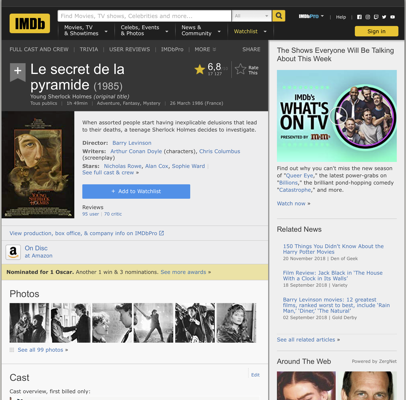 IMDb
Find Movies, TV shows, Celebrities and more...
All
IMDbPro
Help
Movies, TV & Showtimes
Celebs, Events & Photos
News & Community
Watchlist
Sign in
FULL CAST AND CREW | TRIVIA | USER REVIEWS | IMDbPro | MORE
SHARE
Le secret de la pyramide (1985)
6,8
Rate This
Young Sherlock Holmes (original title)
Tous publics | 1h 49min | Adventure, Family, Mystery | 26 March 1986 (France)
When assorted people start having inexplicable delusions that lead to their deaths, a teenage Sherlock Holmes decides to investigate.
Director: Barry Levinson
Writers: Arthur Conan Doyle (characters), Chris Columbus (screenplay)
Stars: Nicholas Rowe, Alan Cox, Sophie Ward
See full cast & crew »
+ Add to Watchlist
Reviews
95 user | 70 critic
View production, box office, & company info on IMDbPro
On Disc
at Amazon
Nominated for 1 Oscar. Another 1 win & 3 nominations. See more awards »
Photos
See all 99 photos »
Cast
Edit
Cast overview, first billed only:
The Shows Everyone Will Be Talking About This Week
IMDb's
WHAT'S ON TV
PRESENTED BY
Find out why you can't miss the new season of "Queer Eye," the latest power-grabs on "Billions," the brilliant pond-hopping comedy "Catastrophe," and more.
Watch now »
Related News
150 Things You Didn't Know About the Harry Potter Movies
20 November 2018 | Den of Geek
Film Review: Jack Black in 'The House With a Clock in Its Walls'
18 September 2018 | Variety
Barry Levinson movies: 12 greatest films, ranked worst to best, include 'Rain Man,' 'Diner,' 'The Natural'
02 September 2018 | Gold Derby
See all related articles »
Around The Web
Powered by ZergNet